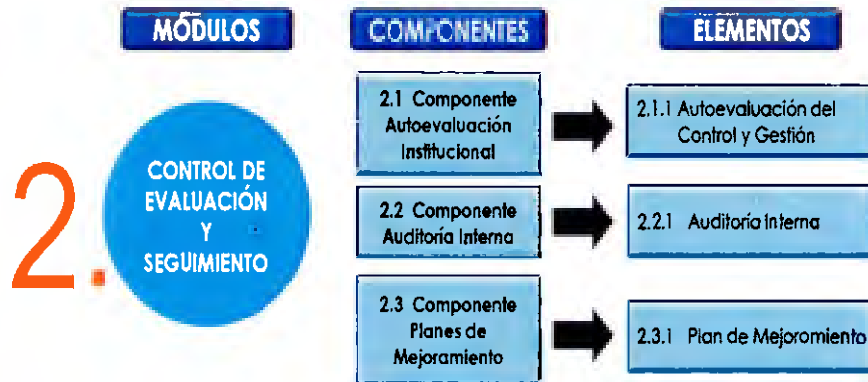 MÓDULOS
COMPONENTES
ELEMENTOS
2.
CONTROL DE
EVALUACIÓN
Y
SEGUIMIENTO
2.1 Componente
Autoevaluación
Institucional
2.1.1 Autoevaluación del
Control y Gestión
2.2 Componente
Auditoría Interna
2.2.1 Auditoría Interna
2.3 Componente
Planes de
Mejoramiento
2.3.1 Plan de Mejoromiento